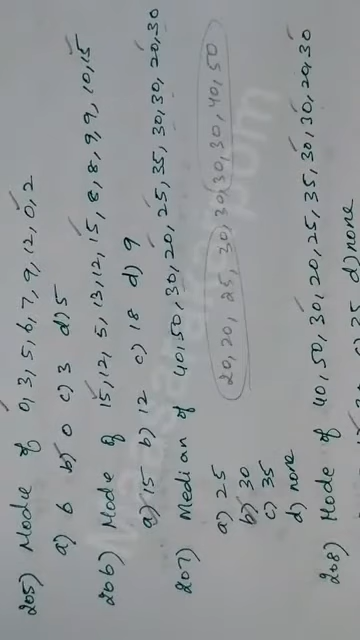 205) Mode of 0,3,5,6,7,9,12,0,2
a) 6 b) 0 c) 3 d) 5
206) Mode of 15,12,5,13,12,15,8,8,9,9,10,15
a) 15 b) 12 c) 18 d) 9
207) Median of 40,50,30,20,25,35,30,30,20,30
20,20,25,30,30,30,30,40,50
a) 25
b) 30
c) 35
d) none
208) Mode of 40,50,30,20,25,35,30,30,20,30
c) 35 d) none